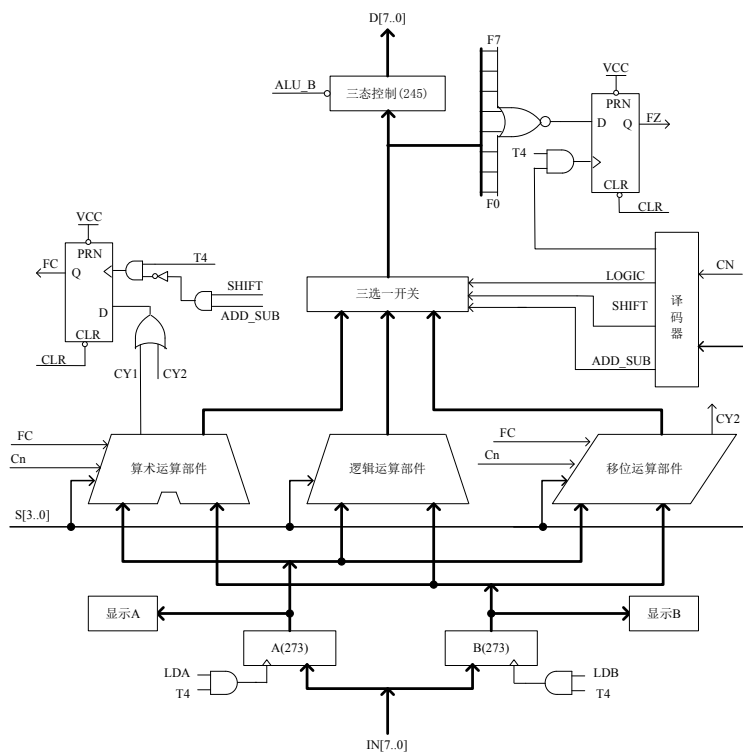 D[7..0]
F7
VCC
ALU_B
三态控制(245)
PRN
D
Q
FZ
T4
CLR
F0
CLR
VCC
FC
PRN
Q
T4
SHIFT
D
ADD_SUB
CLR
CLR
CY1
CY2
三选一开关
LOGIC
SHIFT
ADD_SUB
译码器
CN
CY2
FC
Cn
算术运算部件
逻辑运算部件
FC
Cn
移位运算部件
S[3..0]
显示A
显示B
A(273)
B(273)
LDA
T4
LDB
T4
IN[7..0]